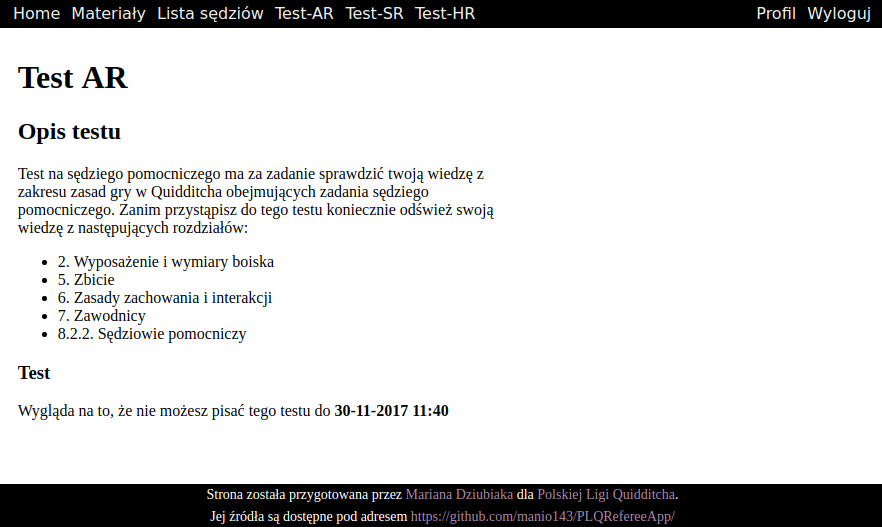 Home Materiały Lista sędziów Test-AR Test-SR Test-HR Profil Wyloguj
Test AR
Opis testu
Test na sędziego pomocniczego ma za zadanie sprawdzić twoją wiedzę z
zakresu zasad gry w Quidditcha obejmujących zadania sędziego
pomocniczego. Zanim przystąpisz do tego testu koniecznie odśwież swoją
wiedzę z następujących rozdziałów:
• 2. Wyposażenie i wymiary boiska
• 5. Zbicie
• 6. Zasady zachowania i interakcji
• 7. Zawodnicy
• 8.2.2. Sędziowie pomocniczy
Test
Wygląda na to, że nie możesz pisać tego testu do 30-11-2017 11:40
Strona została przygotowana przez Mariana Dziubiaka dla Polskiej Ligi Quidditcha.
Jej źródła są dostępne pod adresem https://github.com/manio143/PLQRefereeApp/